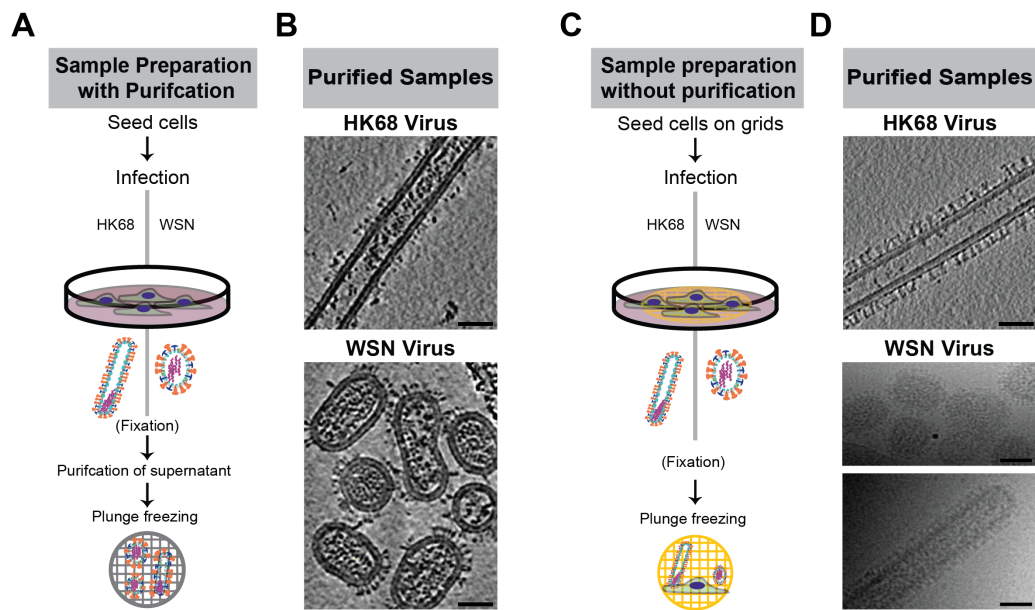 A
Sample Preparation
with Purifcation
Seed cells
Infection
HK68
WSN
(Fixation)
Purifcation of supernatant
Plunge freezing
B
Purified Samples
HK68 Virus
WSN Virus
C
Sample preparation
without purification
Seed cells on grids
Infection
HK68
WSN
(Fixation)
Plunge freezing
D
Purified Samples
HK68 Virus
WSN Virus